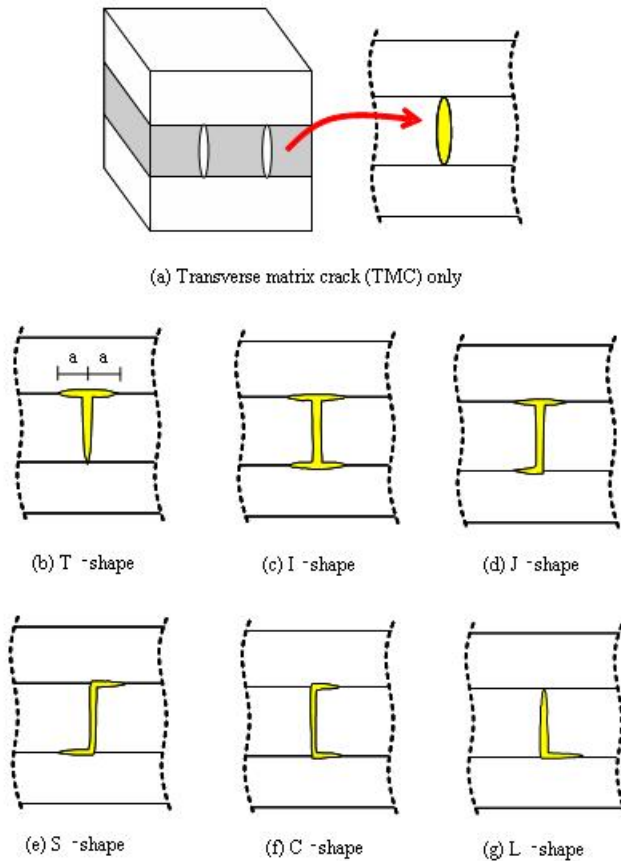 (a) Transverse matrix crack (TMC) only
a a
(b) T -shape
(c) I -shape
(d) J -shape
(e) S -shape
(f) C -shape
(g) L -shape